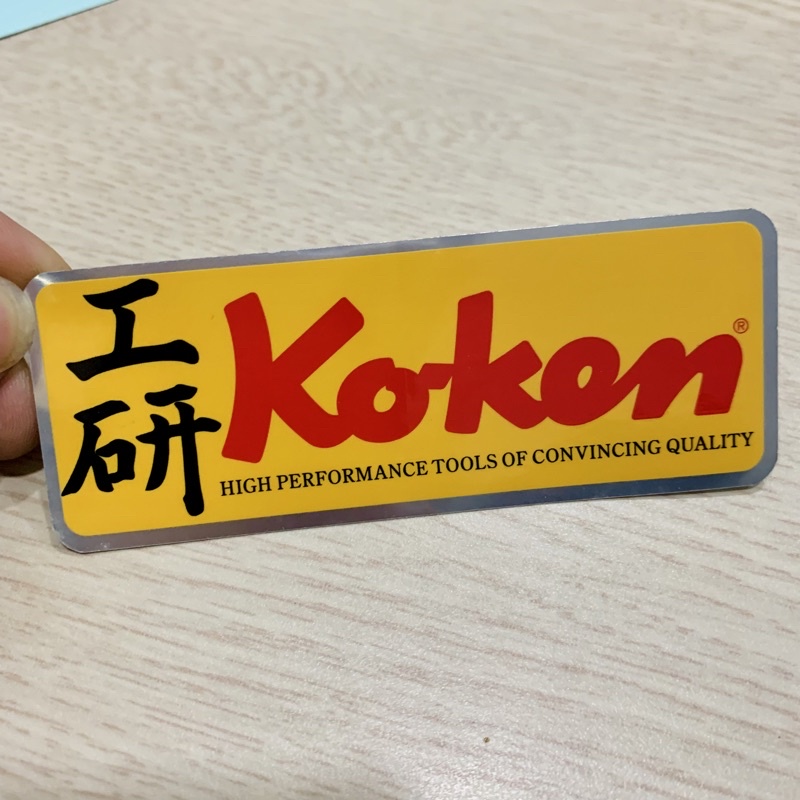 工研
Ko-ken®
HIGH PERFORMANCE TOOLS OF CONVINCING QUALITY